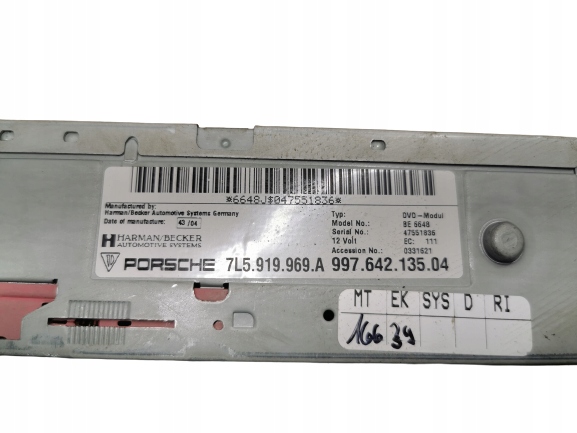 *6648J$047551836*
Manufactured by:
Harman/Becker Automotive Systems Germany
Date of manufacture: 43 /04
Typ: DVD-Modul
Model No.: BE 6648
Serial No.: 47551836
12 Volt EC: 111
Accession No.: 0331621
H HARMAN/BECKER
AUTOMOTIVE SYSTEMS
PORSCHE 7L5.919.969.A 997.642.135.04
MT EK SYS D RI
166 39